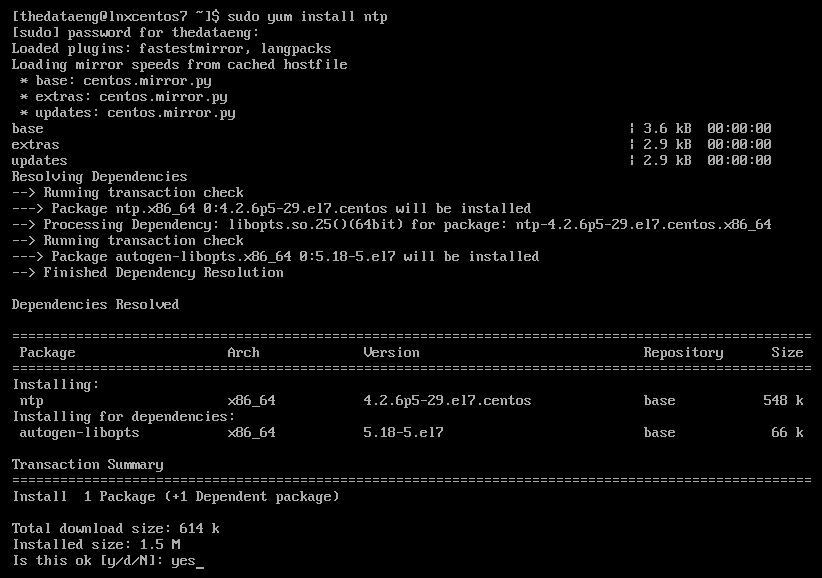 [thedataeng@lnxcentos7 ~]$ sudo yum install ntp
[sudo] password for thedataeng:
Loaded plugins: fastestmirror, langpacks
Loading mirror speeds from cached hostfile
 * base: centos.mirror.py
 * extras: centos.mirror.py
 * updates: centos.mirror.py
base                                                                         | 3.6 kB  00:00:00
extras                                                                       | 2.9 kB  00:00:00
updates                                                                      | 2.9 kB  00:00:00
Resolving Dependencies
--> Running transaction check
---> Package ntp.x86_64 0:4.2.6p5-29.el7.centos will be installed
--> Processing Dependency: libopts.so.25()(64bit) for package: ntp-4.2.6p5-29.el7.centos.x86_64
--> Running transaction check
---> Package autogen-libopts.x86_64 0:5.18-5.el7 will be installed
--> Finished Dependency Resolution

Dependencies Resolved

====================================================================================================
 Package                   Arch             Version                            Repository      Size
====================================================================================================
Installing:
 ntp                       x86_64           4.2.6p5-29.el7.centos              base           548 k
Installing for dependencies:
 autogen-libopts           x86_64           5.18-5.el7                         base            66 k

Transaction Summary
====================================================================================================
Install  1 Package (+1 Dependent package)

Total download size: 614 k
Installed size: 1.5 M
Is this ok [y/d/N]: yes_